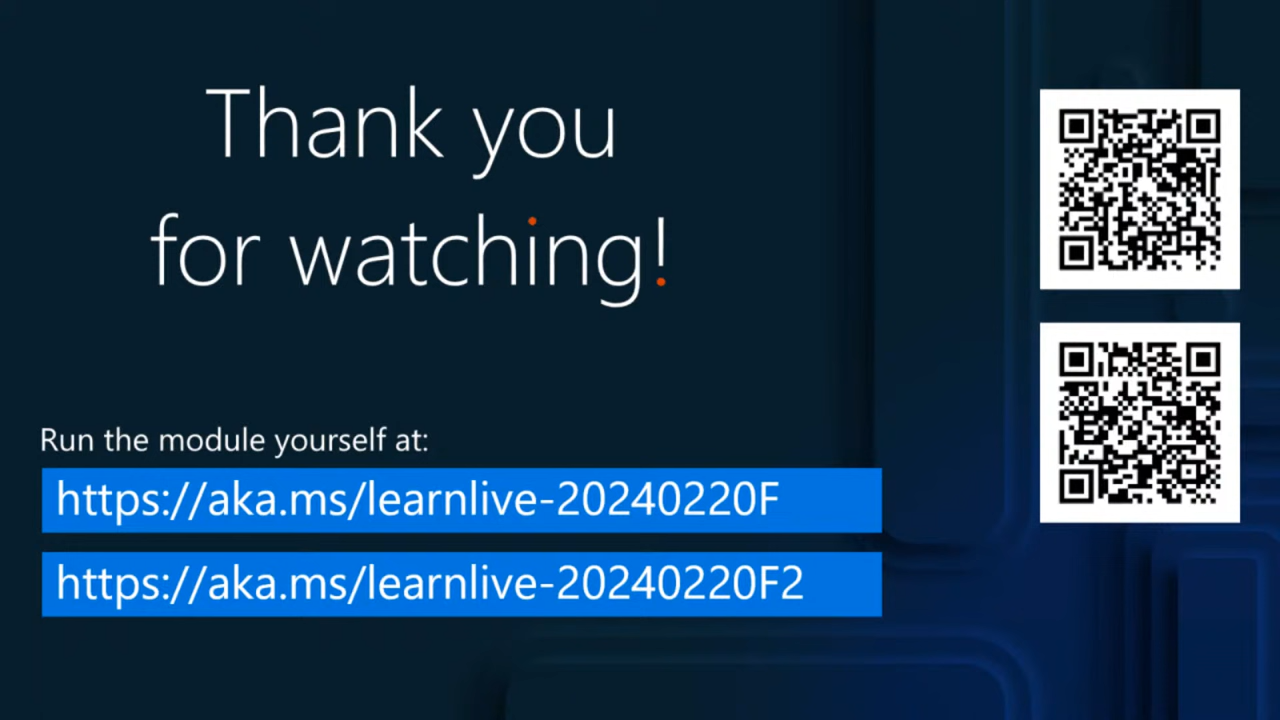 Thank you
for watching!
Run the module yourself at:
https://aka.ms/learnlive-20240220F
https://aka.ms/learnlive-20240220F2